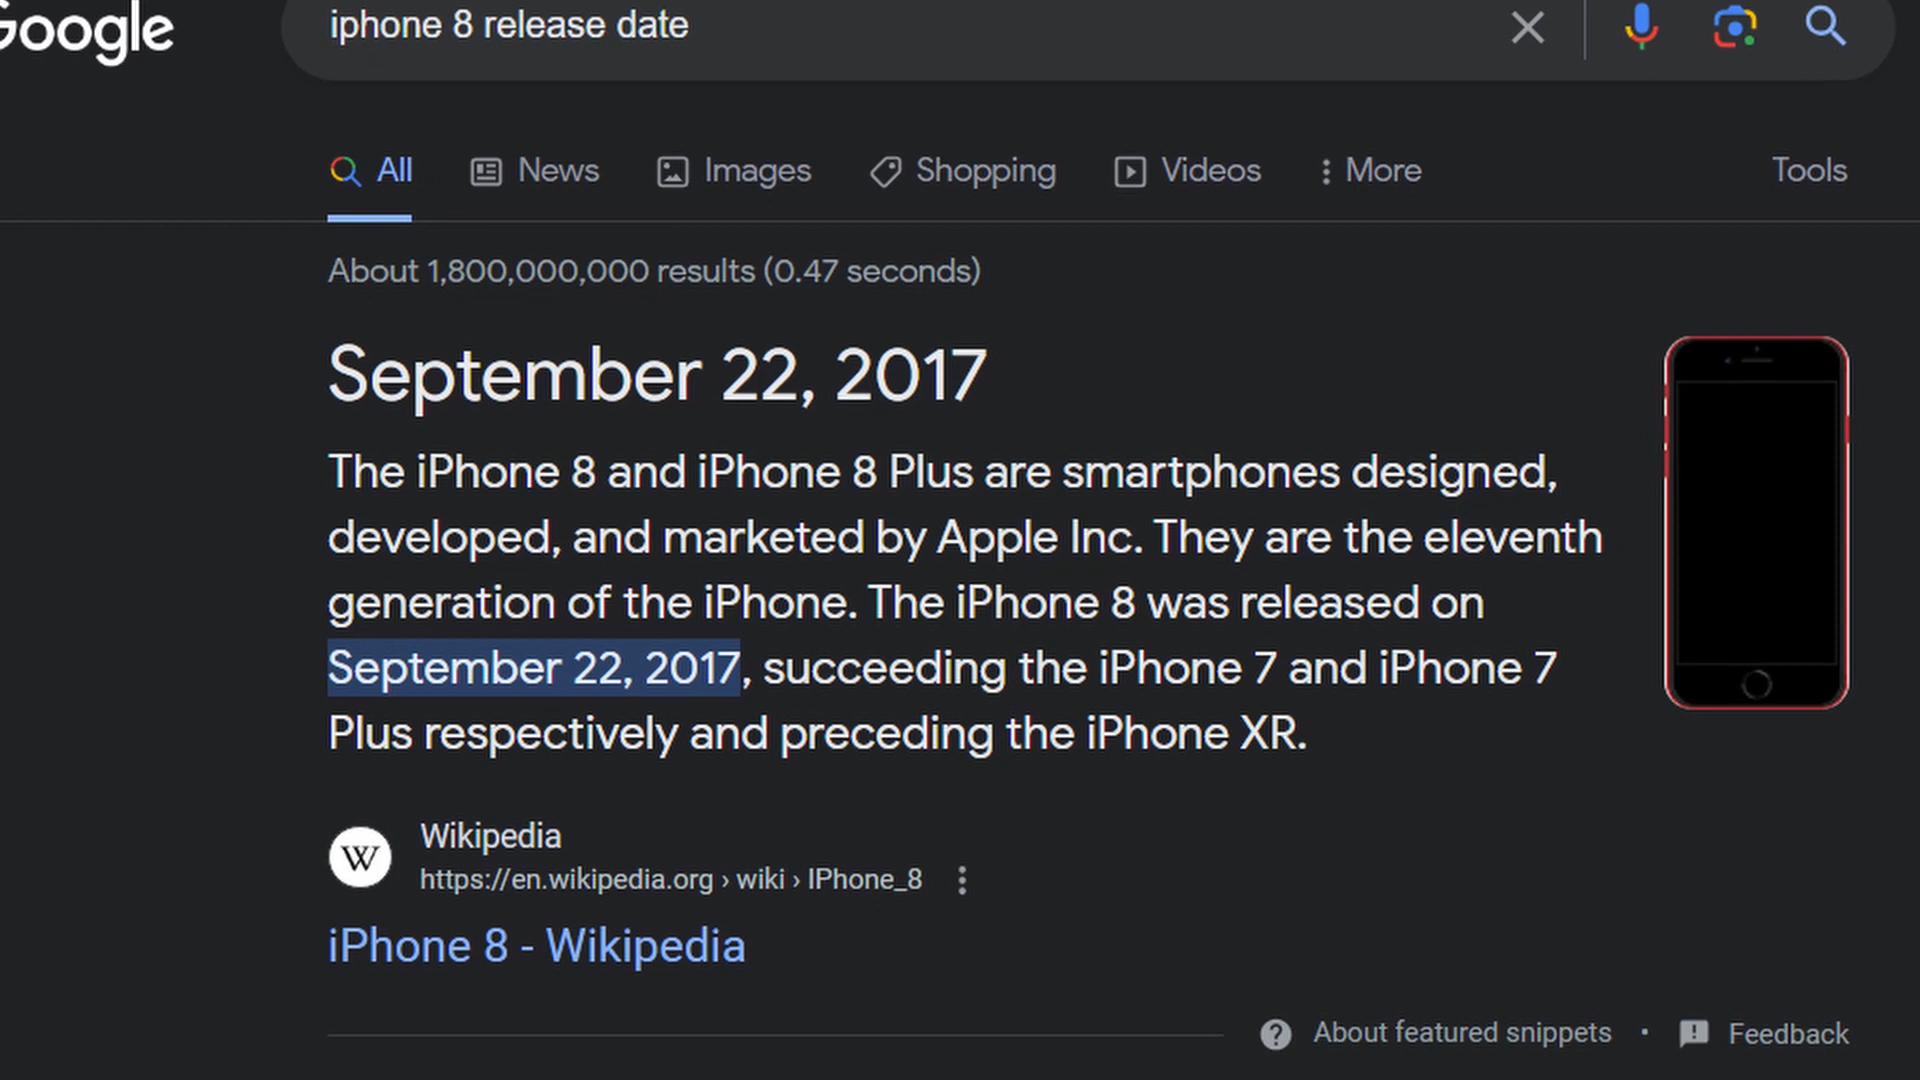 Google
iphone 8 release date
All News Images Shopping Videos More Tools
About 1,800,000,000 results (0.47 seconds)
September 22, 2017
The iPhone 8 and iPhone 8 Plus are smartphones designed,
developed, and marketed by Apple Inc. They are the eleventh
generation of the iPhone. The iPhone 8 was released on
September 22, 2017, succeeding the iPhone 7 and iPhone 7
Plus respectively and preceding the iPhone XR.
W
Wikipedia
https://en.wikipedia.org › wiki › IPhone_8
iPhone 8 - Wikipedia
About featured snippets • Feedback